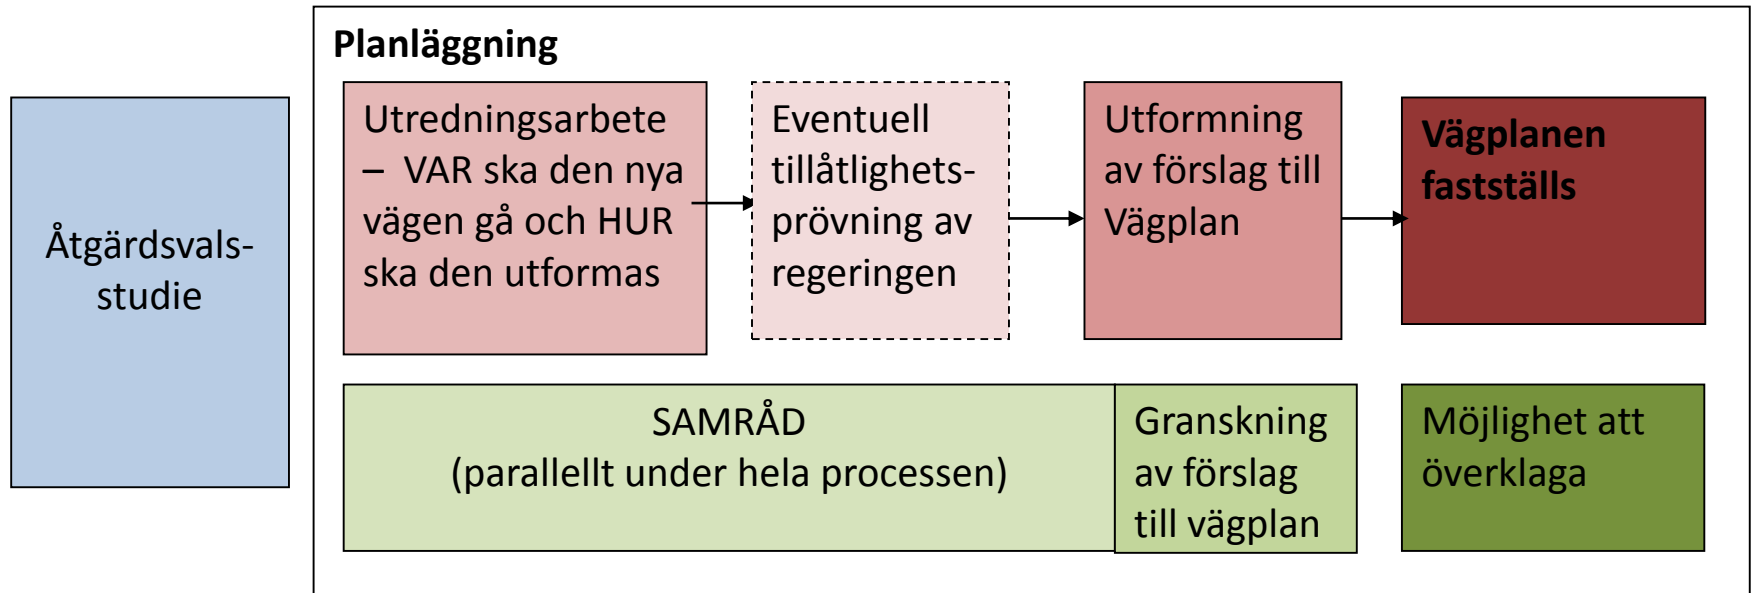 Planläggning
Åtgärdsvals-
studie
Utredningsarbete
– VAR ska den nya
vägen gå och HUR
ska den utformas
Eventuell
tillåtlighets-
prövning av
regeringen
Utformning
av förslag till
Vägplan
Vägplanen
fastställs
SAMRÅD
(parallellt under hela processen)
Granskning
av förslag
till vägplan
Möjlighet att
överklaga